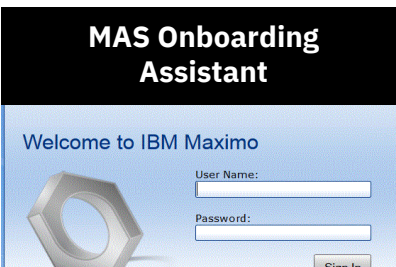 MAS Onboarding
Assistant
Welcome to IBM Maximo
User Name:
Password:
Sign In